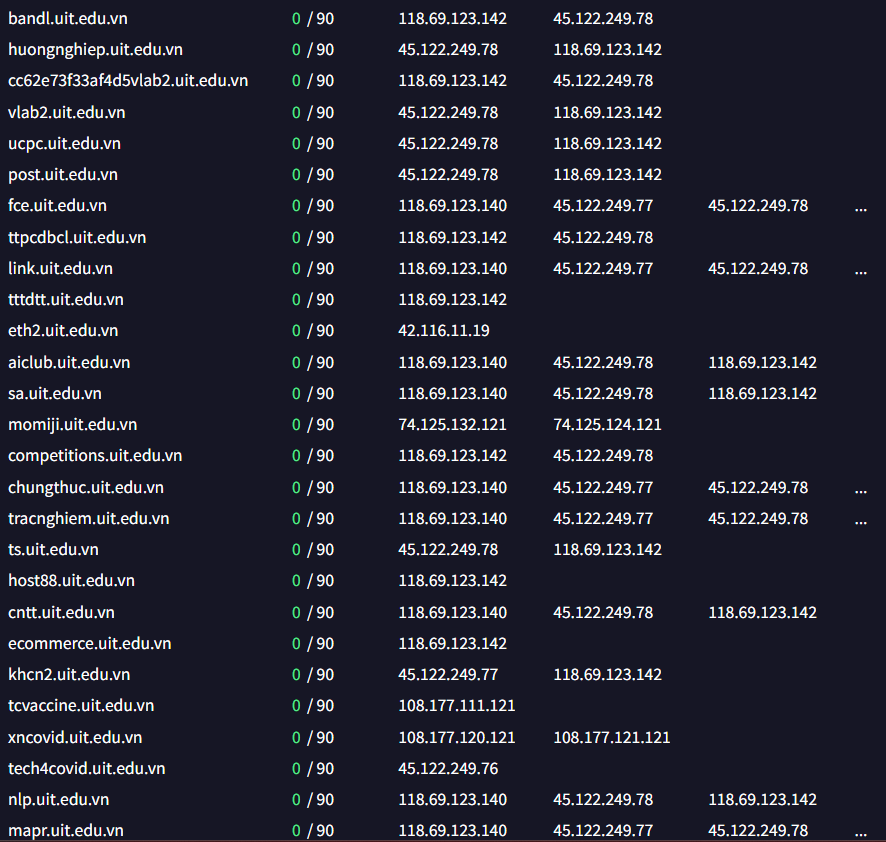 bandl.uit.edu.vn 0 / 90 118.69.123.142 45.122.249.78
huongnghiep.uit.edu.vn 0 / 90 45.122.249.78 118.69.123.142
cc62e73f33af4d5vlab2.uit.edu.vn 0 / 90 118.69.123.142 45.122.249.78
vlab2.uit.edu.vn 0 / 90 45.122.249.78 118.69.123.142
ucpc.uit.edu.vn 0 / 90 45.122.249.78 118.69.123.142
post.uit.edu.vn 0 / 90 45.122.249.78 118.69.123.142
fce.uit.edu.vn 0 / 90 118.69.123.140 45.122.249.77 45.122.249.78 ...
ttpcdbcl.uit.edu.vn 0 / 90 118.69.123.142 45.122.249.78
link.uit.edu.vn 0 / 90 118.69.123.140 45.122.249.77 45.122.249.78 ...
tttdtt.uit.edu.vn 0 / 90 118.69.123.142
eth2.uit.edu.vn 0 / 90 42.116.11.19
aiclub.uit.edu.vn 0 / 90 118.69.123.140 45.122.249.78 118.69.123.142
sa.uit.edu.vn 0 / 90 118.69.123.140 45.122.249.78 118.69.123.142
momiji.uit.edu.vn 0 / 90 74.125.132.121 74.125.124.121
competitions.uit.edu.vn 0 / 90 118.69.123.142 45.122.249.78
chungthuc.uit.edu.vn 0 / 90 118.69.123.140 45.122.249.77 45.122.249.78 ...
tracnghiem.uit.edu.vn 0 / 90 118.69.123.140 45.122.249.77 45.122.249.78 ...
ts.uit.edu.vn 0 / 90 45.122.249.78 118.69.123.142
host88.uit.edu.vn 0 / 90 118.69.123.142
cntt.uit.edu.vn 0 / 90 118.69.123.140 45.122.249.78 118.69.123.142
ecommerce.uit.edu.vn 0 / 90 118.69.123.142
khcn2.uit.edu.vn 0 / 90 45.122.249.77 118.69.123.142
tcvaccine.uit.edu.vn 0 / 90 108.177.111.121
xncovid.uit.edu.vn 0 / 90 108.177.120.121 108.177.121.121
tech4covid.uit.edu.vn 0 / 90 45.122.249.76
nlp.uit.edu.vn 0 / 90 118.69.123.140 45.122.249.78 118.69.123.142
mapr.uit.edu.vn 0 / 90 118.69.123.140 45.122.249.77 45.122.249.78 ...